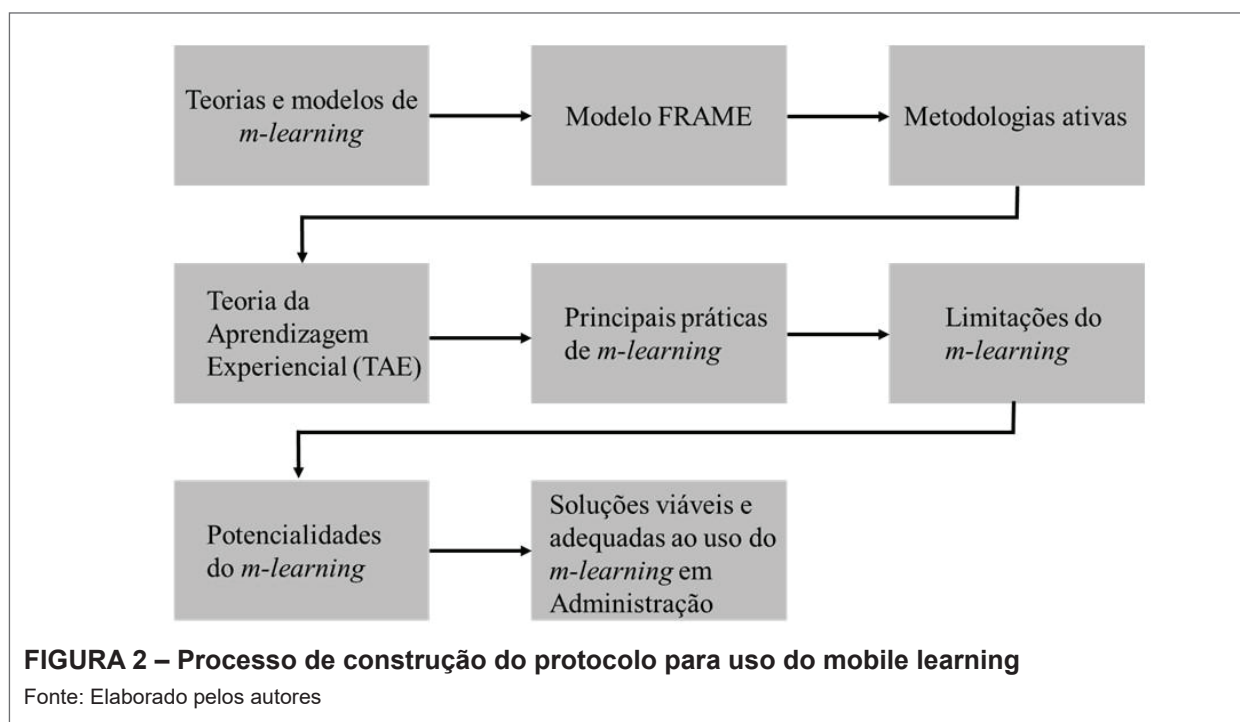 Teorias e modelos de
m-learning
Modelo FRAME
Metodologias ativas
Teoria da
Aprendizagem
Experiencial (TAE)
Principais práticas
de m-learning
Limitações do
m-learning
Potencialidades
do m-learning
Soluções viáveis e
adequadas ao uso do
m-learning em
Administração
FIGURA 2 – Processo de construção do protocolo para uso do mobile learning
Fonte: Elaborado pelos autores